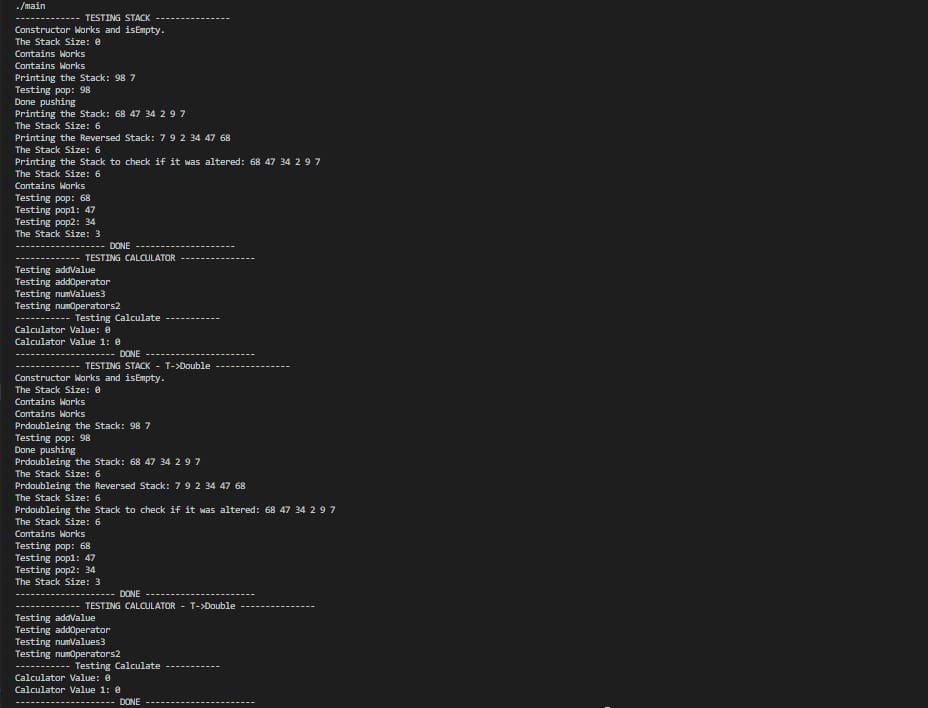 ./main
------------- TESTING STACK ---------------
Constructor Works and isEmpty.
The Stack Size: 0
Contains Works
Contains Works
Printing the Stack: 98 7
Testing pop: 98
Done pushing
Printing the Stack: 68 47 34 2 9 7
The Stack Size: 6
Printing the Reversed Stack: 7 9 2 34 47 68
The Stack Size: 6
Printing the Stack to check if it was altered: 68 47 34 2 9 7
The Stack Size: 6
Contains Works
Testing pop: 68
Testing pop1: 47
Testing pop2: 34
The Stack Size: 3
------------------ DONE --------------------
------------- TESTING CALCULATOR ---------------
Testing addValue
Testing addOperator
Testing numValues3
Testing numOperators2
----------- Testing Calculate -----------
Calculator Value: 0
Calculator Value 1: 0
-------------------- DONE ----------------------
------------- TESTING STACK - T->Double ---------------
Constructor Works and isEmpty.
The Stack Size: 0
Contains Works
Contains Works
Prdoubleing the Stack: 98 7
Testing pop: 98
Done pushing
Prdoubleing the Stack: 68 47 34 2 9 7
The Stack Size: 6
Prdoubleing the Reversed Stack: 7 9 2 34 47 68
The Stack Size: 6
Prdoubleing the Stack to check if it was altered: 68 47 34 2 9 7
The Stack Size: 6
Contains Works
Testing pop: 68
Testing pop1: 47
Testing pop2: 34
The Stack Size: 3
-------------------- DONE ----------------------
------------- TESTING CALCULATOR - T->Double ---------------
Testing addValue
Testing addOperator
Testing numValues3
Testing numOperators2
----------- Testing Calculate -----------
Calculator Value: 0
Calculator Value 1: 0
-------------------- DONE ----------------------